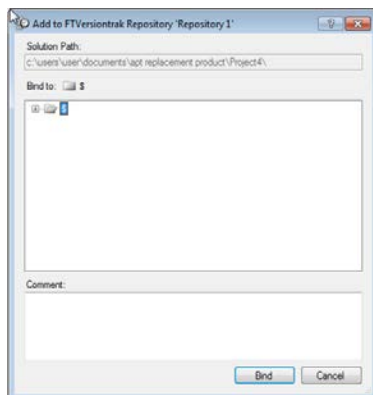 Add to FTVersiontrak Repository 'Repository 1'
Solution Path:
c:\users\user\documents\apt replacement product\Project4\
Bind to: $
$
Comment:
Bind Cancel